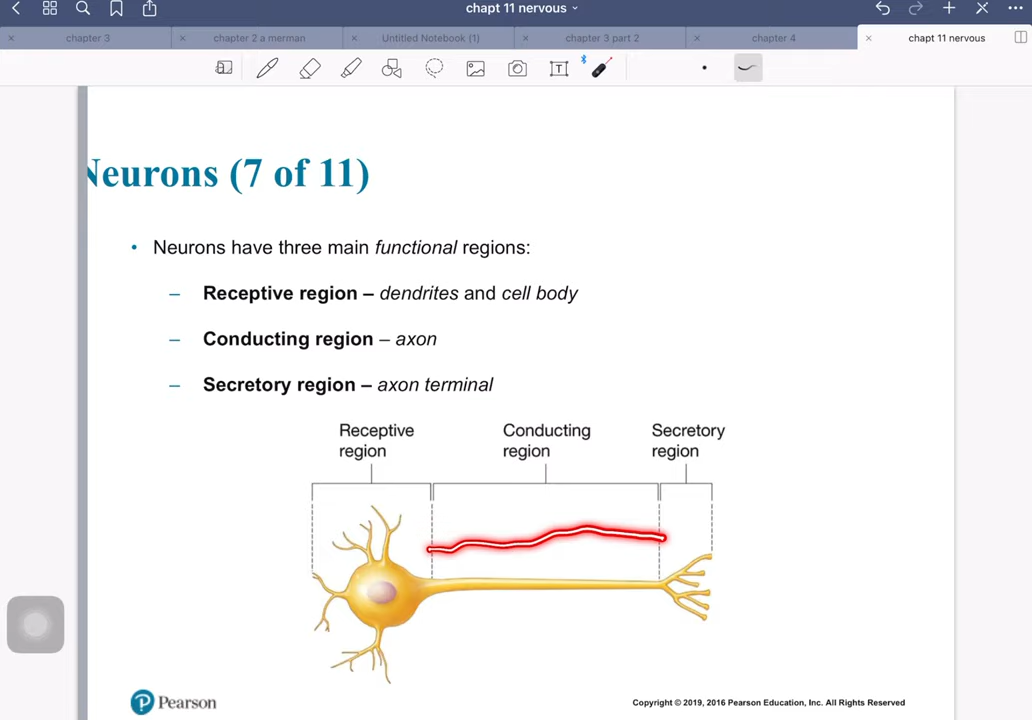 chapt 11 nervous
chapter 3
chapter 2 a merman
Untitled Notebook (1)
chapter 3 part 2
chapter 4
chapt 11 nervous
T
Neurons (7 of 11)
• Neurons have three main functional regions:
– Receptive region – dendrites and cell body
– Conducting region – axon
– Secretory region – axon terminal
Receptive region
Conducting region
Secretory region
P Pearson
Copyright © 2019, 2016 Pearson Education, Inc. All Rights Reserved